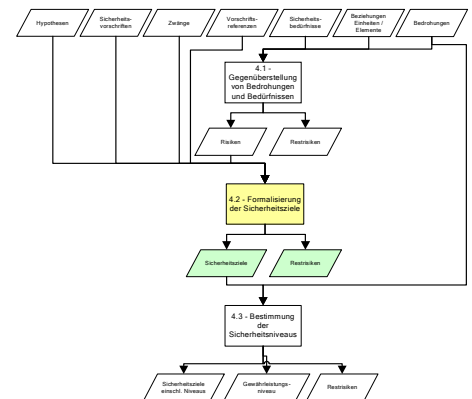 Hypothesen
Sicherheits-
vorschriften
Zwänge
Vorschrifts-
referenzen
Sicherheits-
bedürfnisse
Beziehungen
Einheiten /
Elemente
Bedrohungen
4.1 -
Gegenüberstellung
von Bedrohungen
und Bedürfnissen
Risiken
Restrisiken
4.2 - Formalisierung
der Sicherheitsziele
Sicherheitsziele
Restrisiken
4.3 - Bestimmung
der
Sicherheitsniveaus
Sicherheitsziele
einschl. Niveaus
Gewährleistungs-
niveau
Restrisiken